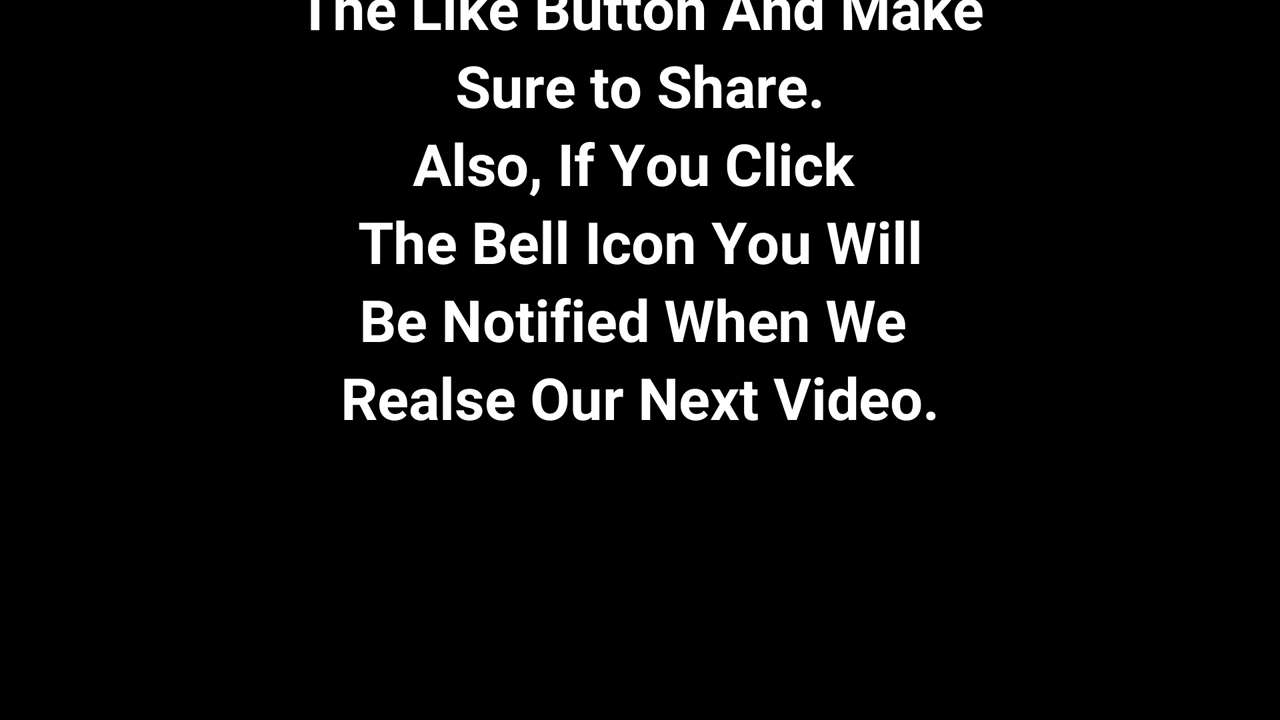 The Like Button And Make
Sure to Share.
Also, If You Click
The Bell Icon You Will
Be Notified When We
Realse Our Next Video.